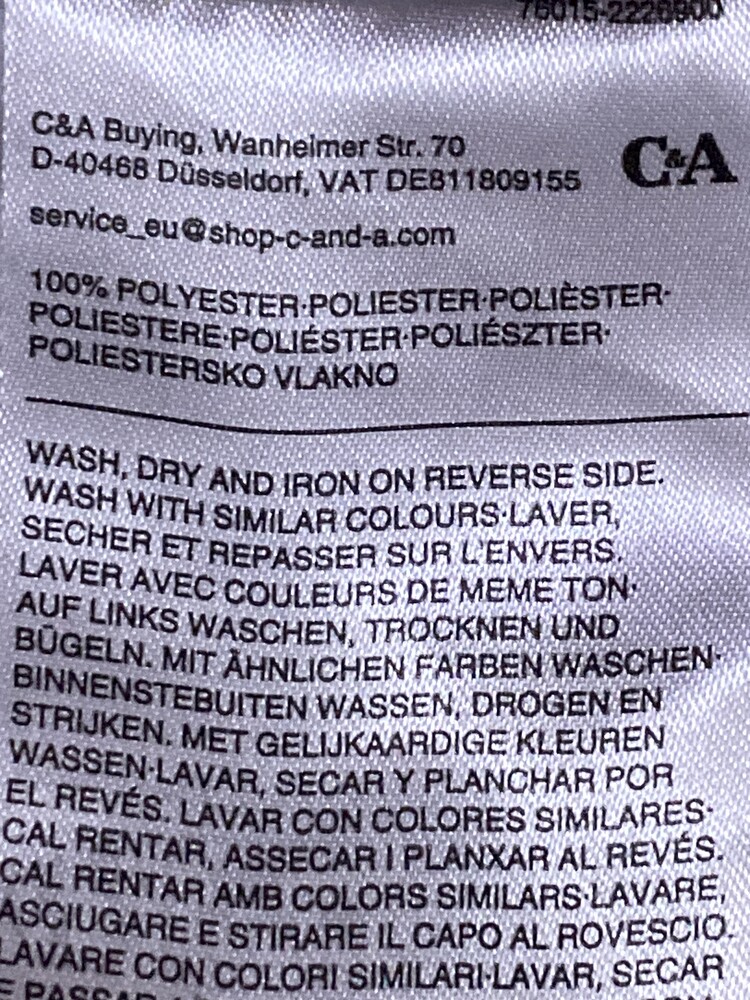 76015-2226900
C&A Buying, Wanheimer Str. 70
D-40468 Düsseldorf, VAT DE811809155
C&A
service_eu@shop-c-and-a.com
100% POLYESTER·POLIESTER·POLIÈSTER·
POLIESTERE·POLIÉSTER·POLIÉSZTER·
POLIESTERSKO VLAKNO
WASH, DRY AND IRON ON REVERSE SIDE.
WASH WITH SIMILAR COLOURS·LAVER,
SECHER ET REPASSER SUR L'ENVERS.
LAVER AVEC COULEURS DE MEME TON·
AUF LINKS WASCHEN, TROCKNEN UND
BÜGELN. MIT ÄHNLICHEN FARBEN WASCHEN·
BINNENSTEBUITEN WASSEN, DROGEN EN
STRIJKEN. MET GELIJKAARDIGE KLEUREN
WASSEN·LAVAR, SECAR Y PLANCHAR POR
EL REVÉS. LAVAR CON COLORES SIMILARES·
CAL RENTAR, ASSECAR I PLANXAR AL REVÉS.
CAL RENTAR AMB COLORS SIMILARS·LAVARE,
ASCIUGARE E STIRARE IL CAPO AL ROVESCIO.
LAVARE CON COLORI SIMILARI·LAVAR, SECAR
E PASSAR